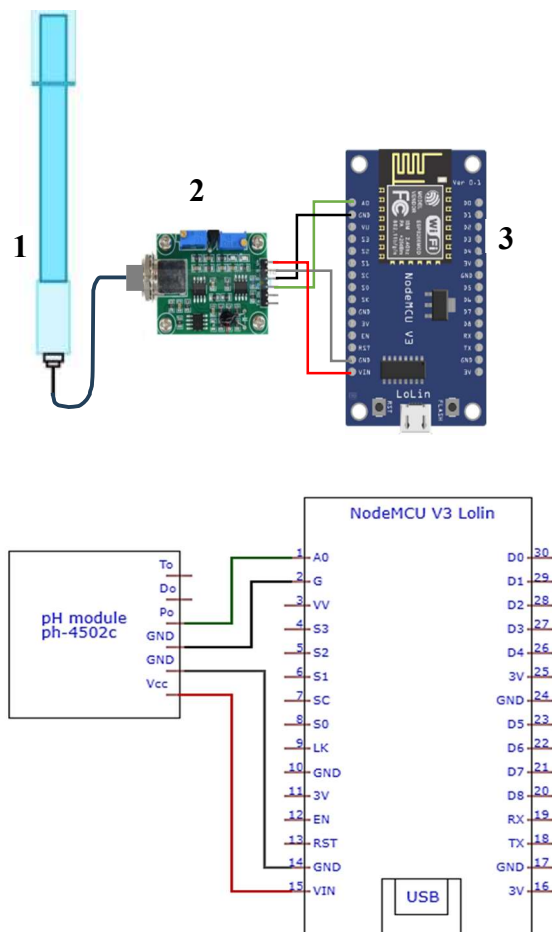 1
2
3
Ver 0.1
A0
GND
VU
S3
S2
S1
SC
S0
SK
GND
3V
EN
RST
GND
VIN
D0
D1
D2
D3
D4
3V
GND
D5
D6
D7
D8
RX
TX
GND
3V
FC
WiFi
NodeMCU V3
LoLin
RST
FLASH
NodeMCU V3 Lolin
pH module
ph-4502c
To
Do
Po
GND
GND
Vcc
1 A0
2 G
3 VV
4 S3
5 S2
6 S1
7 SC
8 S0
9 LK
10 GND
11 3V
12 EN
13 RST
14 GND
15 VIN
D0 30
D1 29
D2 28
D3 27
D4 26
3V 25
GND 24
D5 23
D6 22
D7 21
D8 20
RX 19
TX 18
GND 17
3V 16
USB